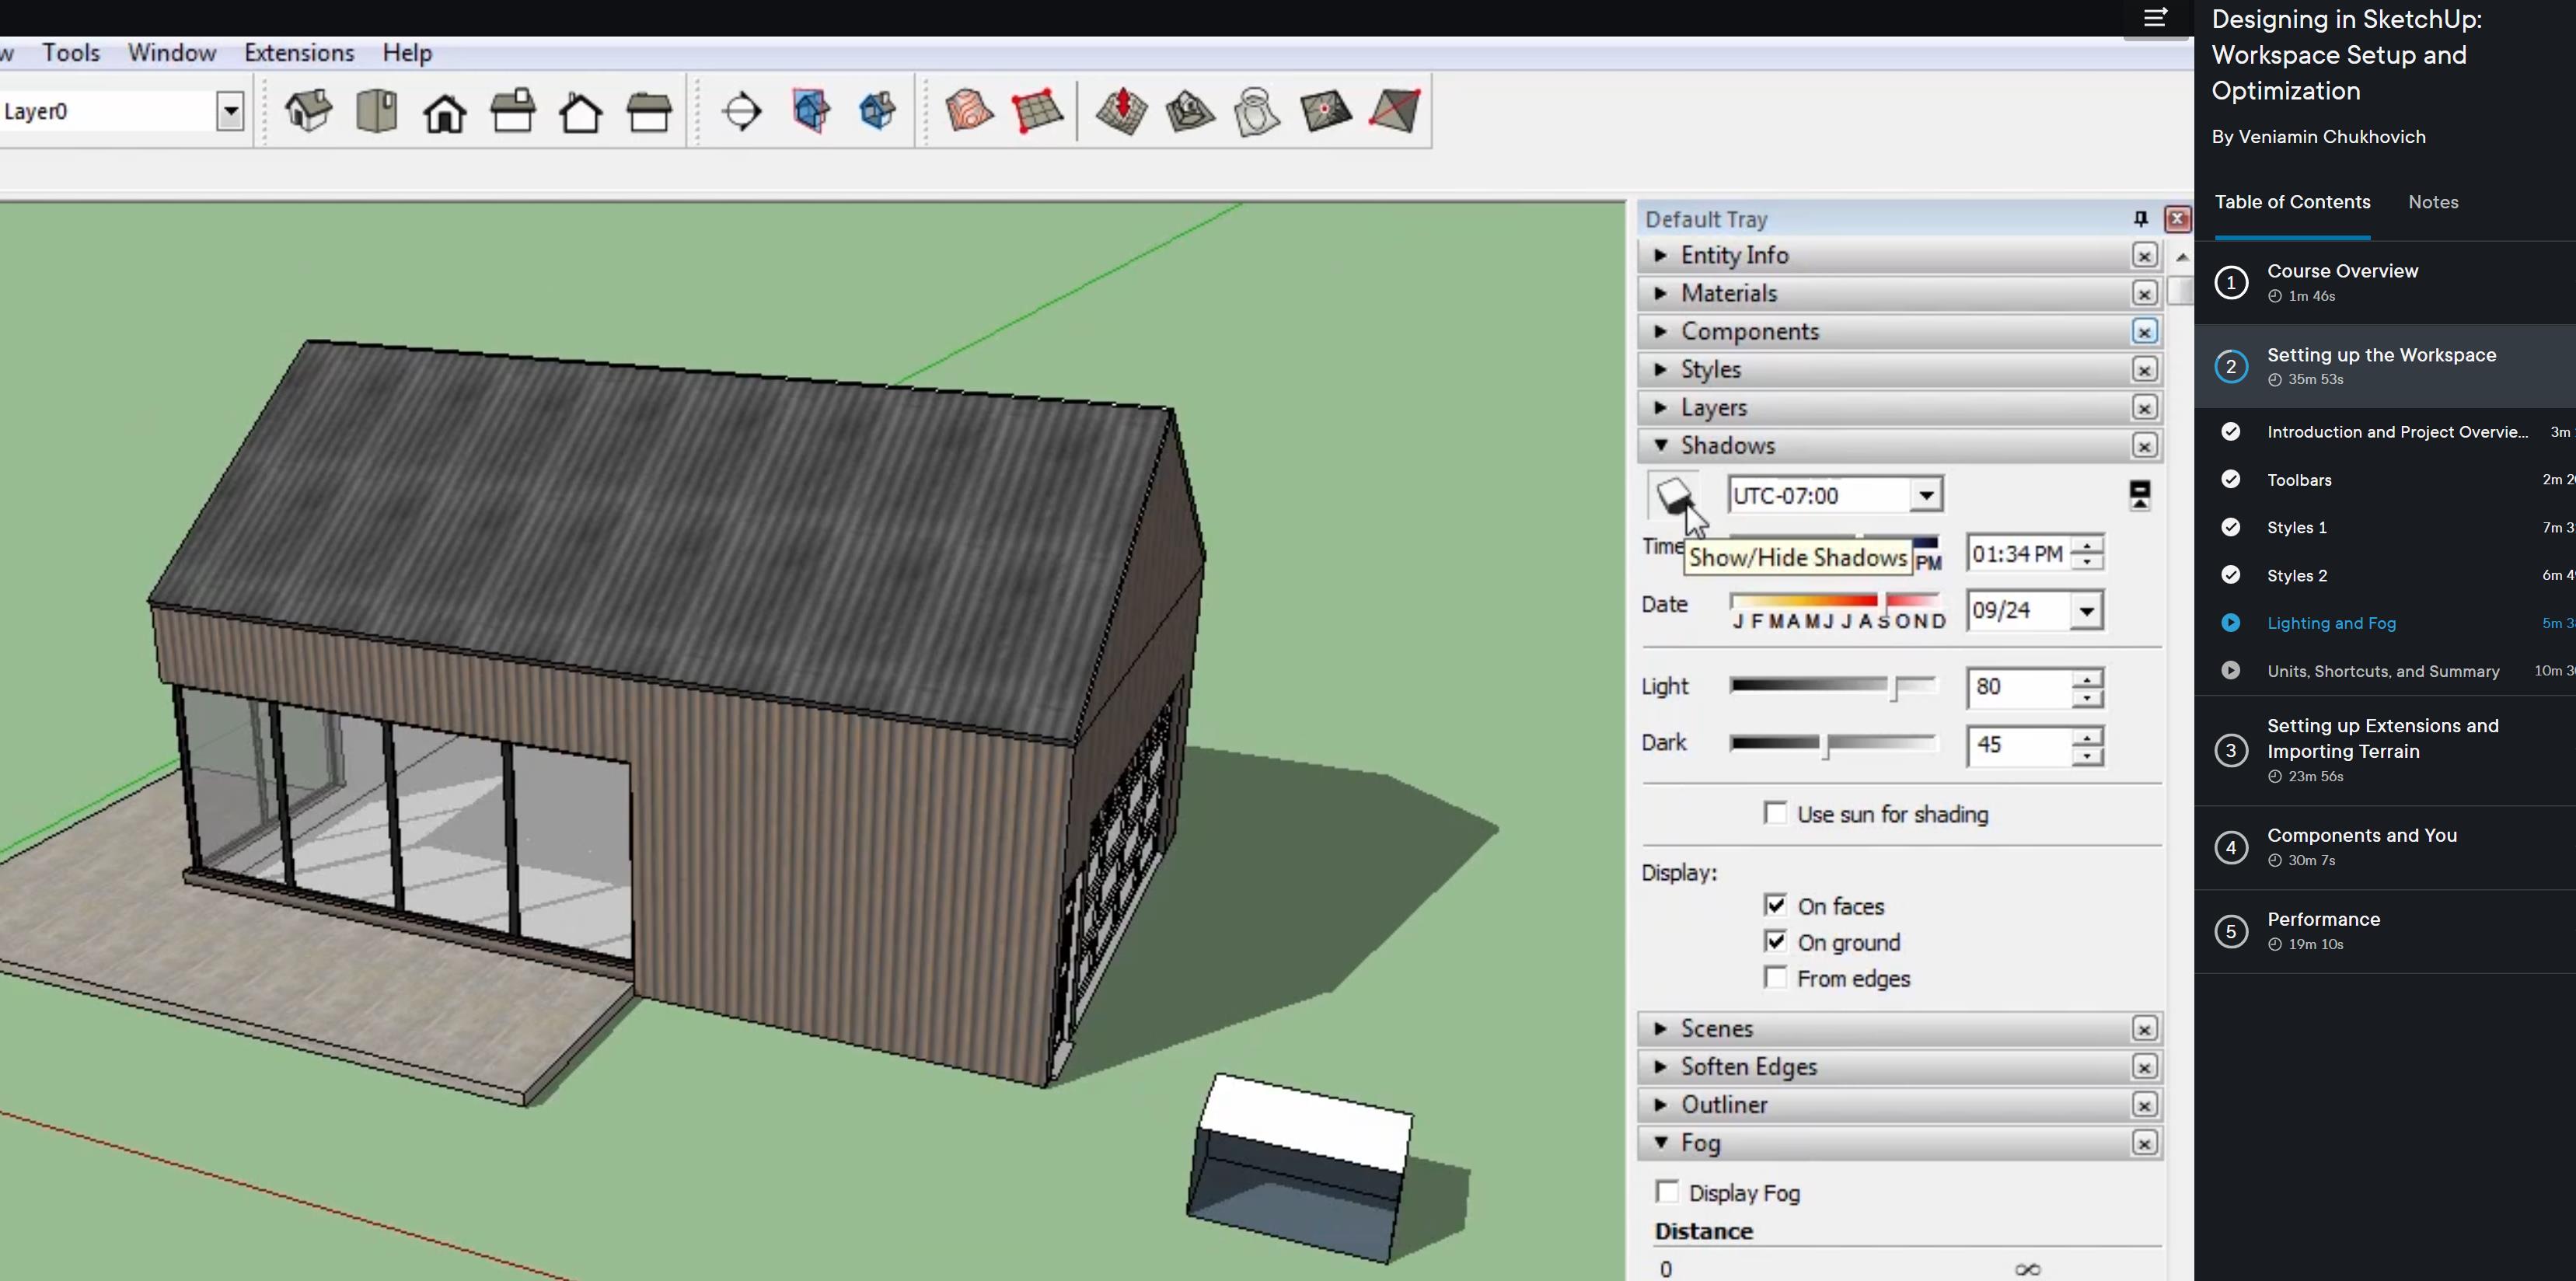 Tools Window Extensions Help
Layer0
Default Tray
Entity Info
Materials
Components
Styles
Layers
Shadows
UTC-07:00
Time
PM
01:34 PM
Show/Hide Shadows
Date
J F M A M J J A S O N D
09/24
Light
80
Dark
45
Use sun for shading
Display:
On faces
On ground
From edges
Scenes
Soften Edges
Outliner
Fog
Display Fog
Distance
0 ∞
Designing in SketchUp:
Workspace Setup and
Optimization
By Veniamin Chukhovich
Table of Contents Notes
1 Course Overview
1m 46s
2 Setting up the Workspace
35m 53s
Introduction and Project Overvie... 3m
Toolbars 2m
Styles 1 7m
Styles 2 6m
Lighting and Fog 5m
Units, Shortcuts, and Summary 10m
3 Setting up Extensions and
Importing Terrain
23m 56s
4 Components and You
30m 7s
5 Performance
19m 10s